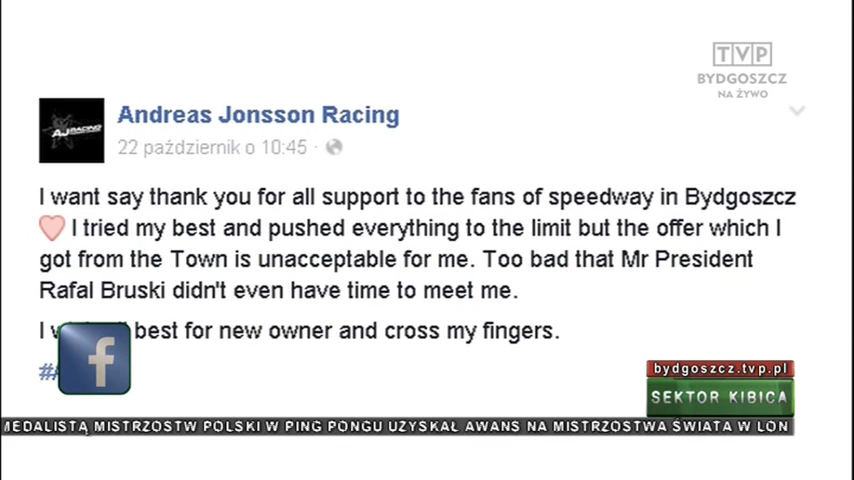 TVP
BYDGOSZCZ
NA ŻYWO
AJ RACING
Andreas Jonsson Racing
22 październik o 10:45 ·
I want say thank you for all support to the fans of speedway in Bydgoszcz
I tried my best and pushed everything to the limit but the offer which I
got from the Town is unacceptable for me. Too bad that Mr President
Rafal Bruski didn't even have time to meet me.
I best for new owner and cross my fingers.
#
f
bydgoszcz.tvp.pl
SEKTOR KIBICA
MEDALISTĄ MISTRZOSTW POLSKI W PING PONGU UZYSKAŁ AWANS NA MISTRZOSTWA ŚWIATA W LON